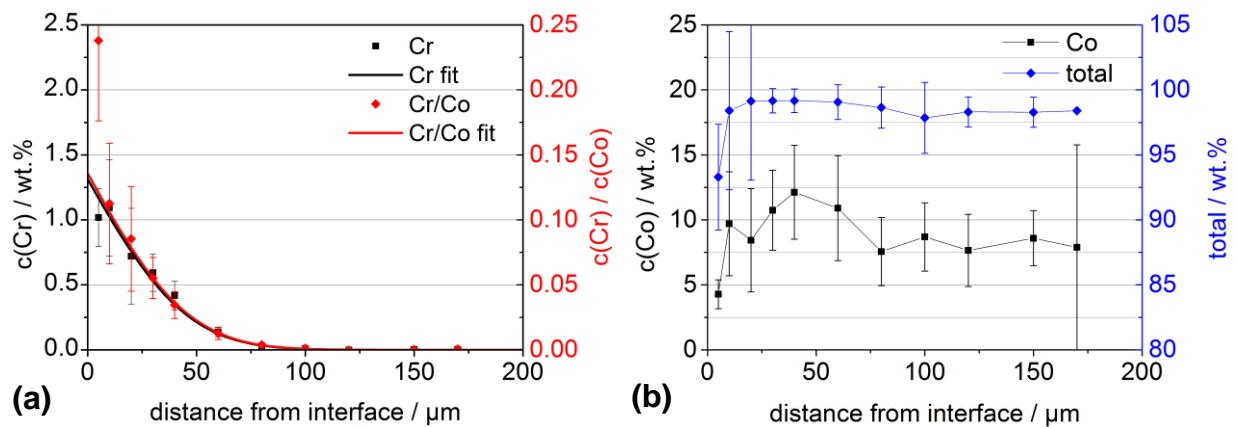 2.5
2.0
1.5
1.0
0.5
0.0
c(Cr) / wt.%
Cr
Cr fit
Cr/Co
Cr/Co fit
0.25
0.20
0.15
0.10
0.05
0.00
c(Cr) / c(Co)
0
50
100
150
200
distance from interface / µm
(a)
25
20
15
10
5
0
c(Co) / wt.%
Co
total
105
100
95
90
85
80
total / wt.%
0
50
100
150
200
distance from interface / µm
(b)